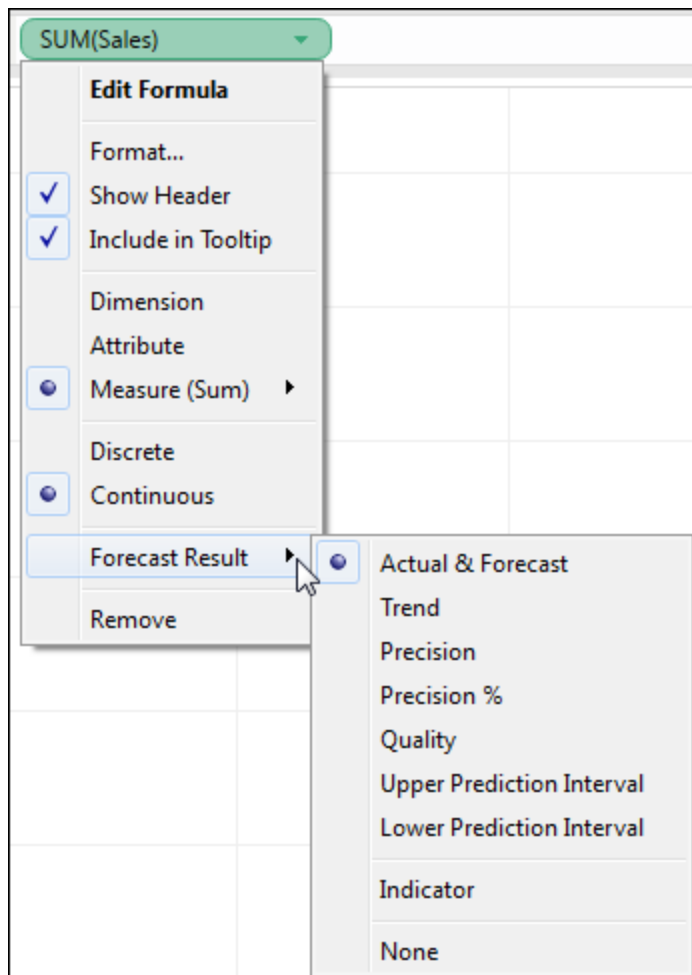 SUM(Sales)
Edit Formula
Format...
Show Header
Include in Tooltip
Dimension
Attribute
Measure (Sum)
Discrete
Continuous
Forecast Result
Remove
Actual & Forecast
Trend
Precision
Precision %
Quality
Upper Prediction Interval
Lower Prediction Interval
Indicator
None